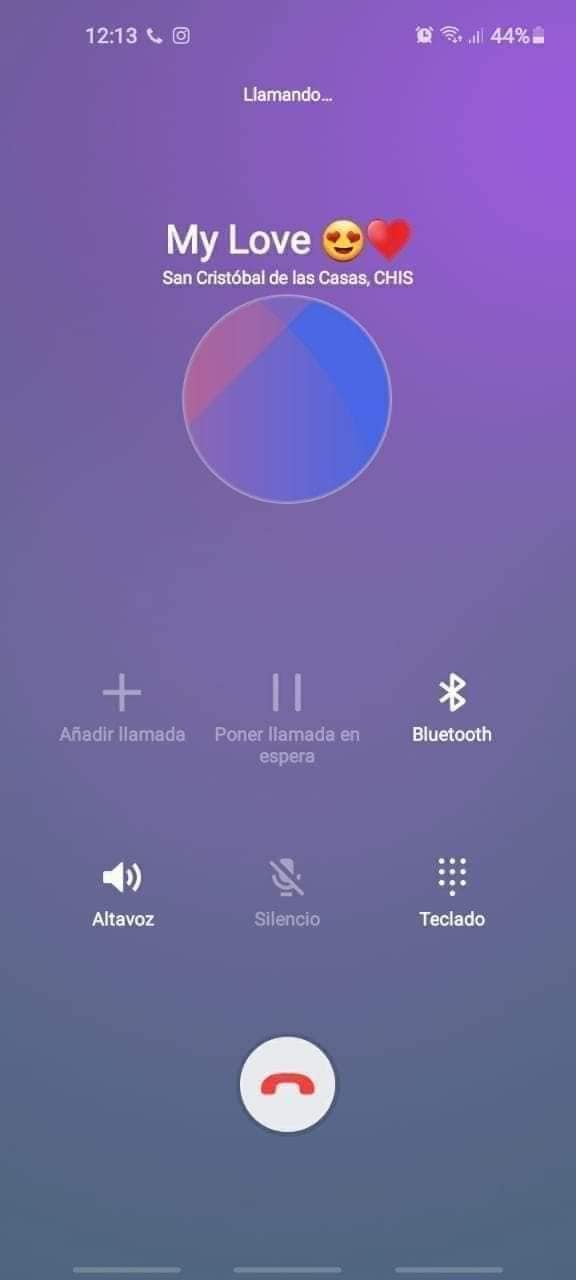 12:13 44%
Llamando...
My Love 😍❤️
San Cristóbal de las Casas, CHIS
Añadir llamada Poner llamada en espera Bluetooth
Altavoz Silencio Teclado